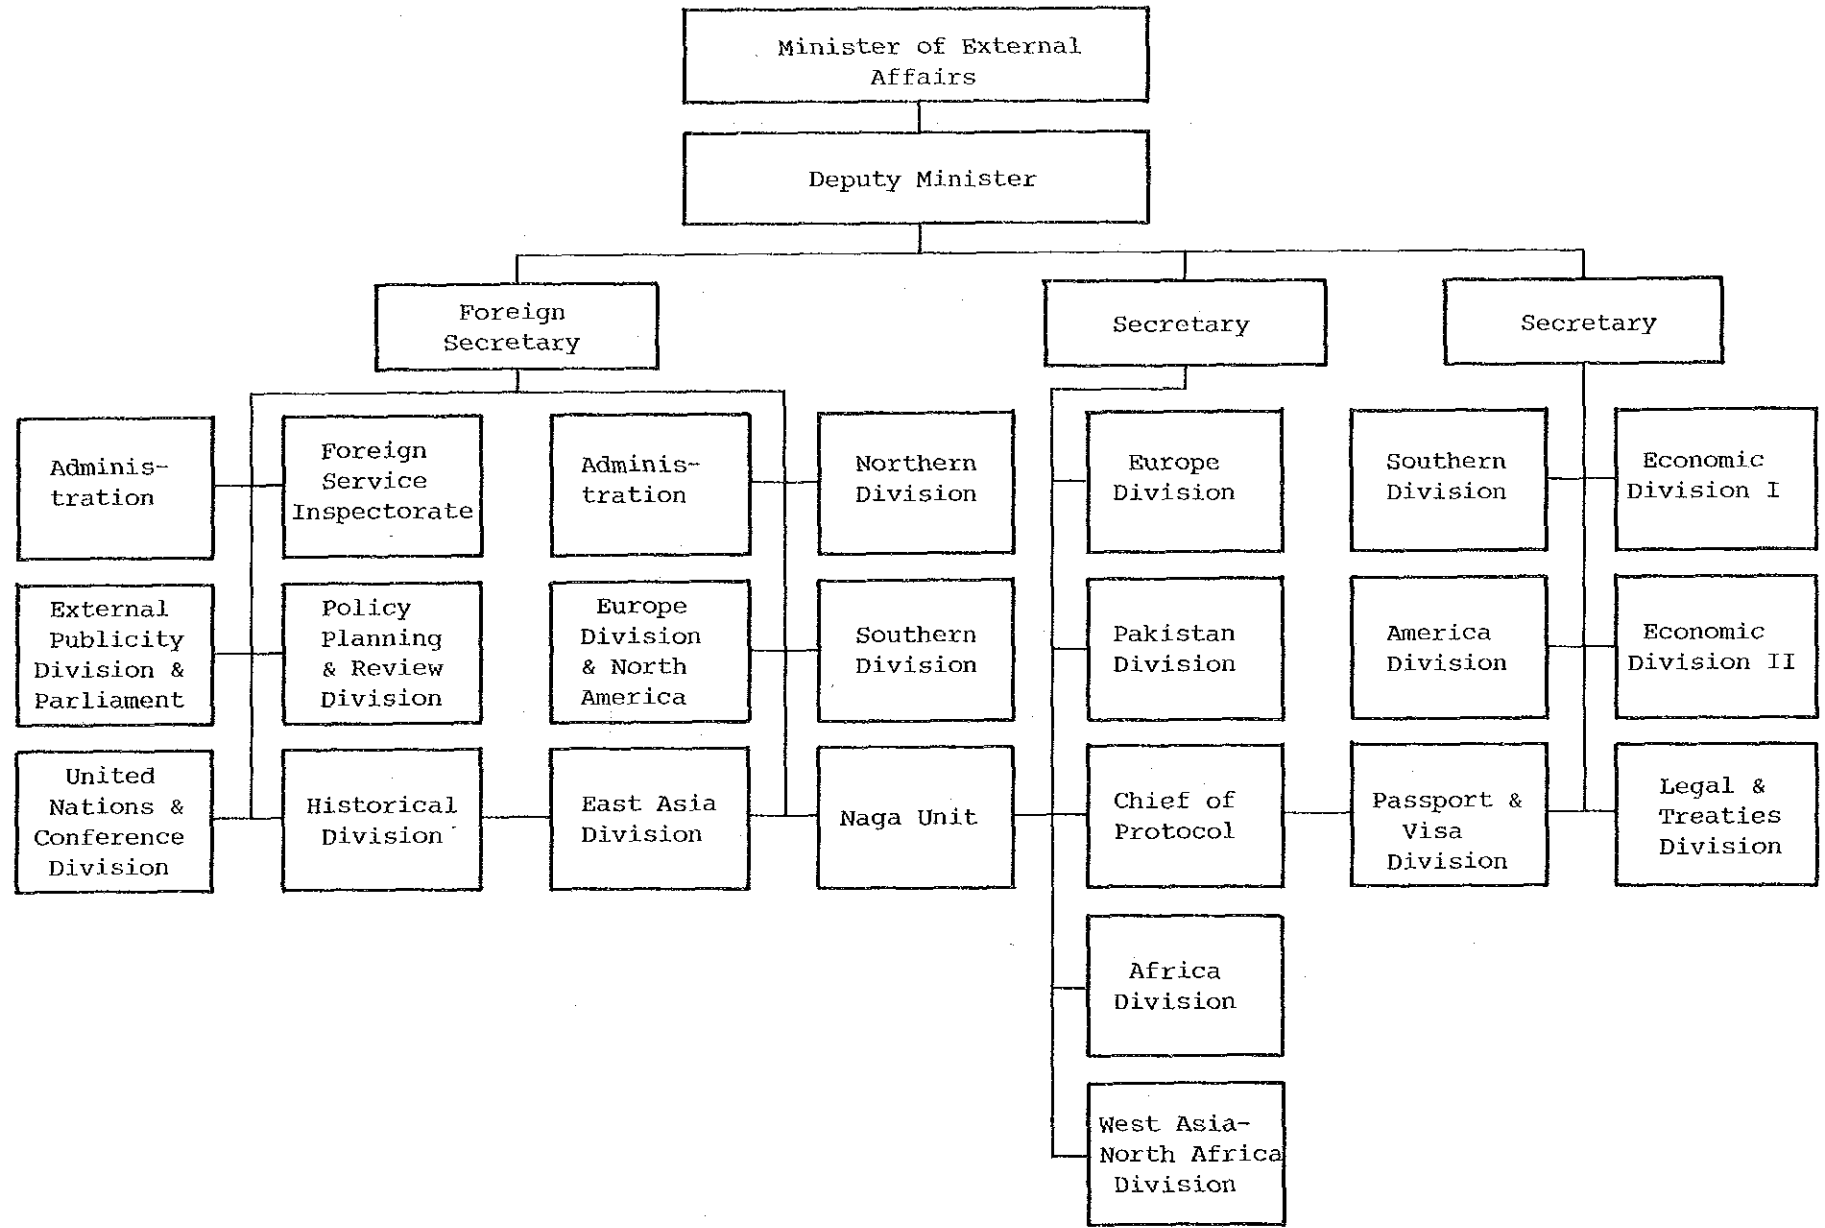 Minister of External
Affairs
Deputy Minister
Foreign
Secretary
Secretary
Secretary
Adminis-
tration
Foreign
Service
Inspectorate
Adminis-
tration
Northern
Division
Europe
Division
Southern
Division
Economic
Division I
External
Publicity
Division &
Parliament
Policy
Planning
& Review
Division
Europe
Division
& North
America
Southern
Division
Pakistan
Division
America
Division
Economic
Division II
United
Nations &
Conference
Division
Historical
Division
East Asia
Division
Naga Unit
Chief of
Protocol
Passport &
Visa
Division
Legal &
Treaties
Division
Africa
Division
West Asia-
North Africa
Division